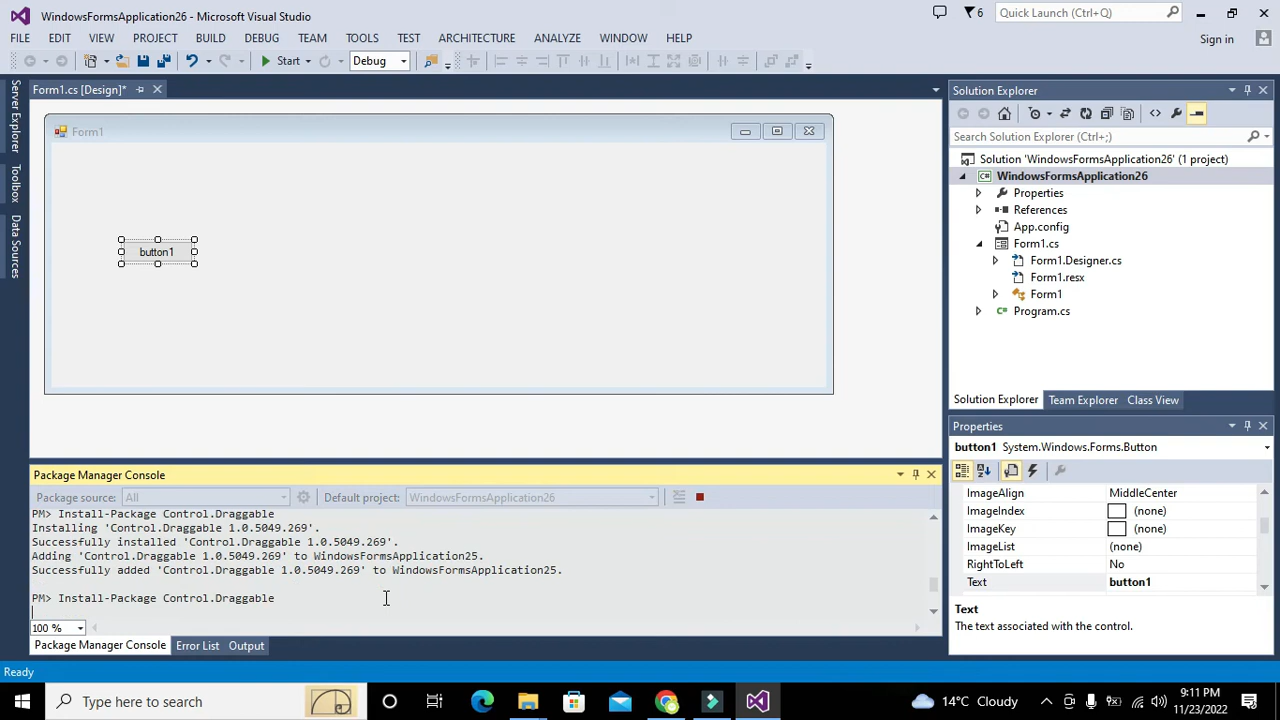 WindowsFormsApplication26 - Microsoft Visual Studio
6
Quick Launch (Ctrl+Q)
FILE EDIT VIEW PROJECT BUILD DEBUG TEAM TOOLS TEST ARCHITECTURE ANALYZE WINDOW HELP
Sign in
Start
Debug
Server Explorer
Toolbox
Data Sources
Form1.cs [Design]*
Form1
button1
Solution Explorer
Search Solution Explorer (Ctrl+;)
Solution 'WindowsFormsApplication26' (1 project)
WindowsFormsApplication26
Properties
References
App.config
Form1.cs
Form1.Designer.cs
Form1.resx
Form1
Program.cs
Solution Explorer Team Explorer Class View
Properties
button1 System.Windows.Forms.Button
ImageAlign MiddleCenter
ImageIndex (none)
ImageKey (none)
ImageList (none)
RightToLeft No
Text button1
Text
The text associated with the control.
Package Manager Console
Package source: All Default project: WindowsFormsApplication26
PM> Install-Package Control.Draggable
Installing 'Control.Draggable 1.0.5049.269'.
Successfully installed 'Control.Draggable 1.0.5049.269'.
Adding 'Control.Draggable 1.0.5049.269' to WindowsFormsApplication25.
Successfully added 'Control.Draggable 1.0.5049.269' to WindowsFormsApplication25.
PM> Install-Package Control.Draggable
100 %
Package Manager Console Error List Output
Ready
Type here to search
14°C Cloudy
9:11 PM
11/23/2022